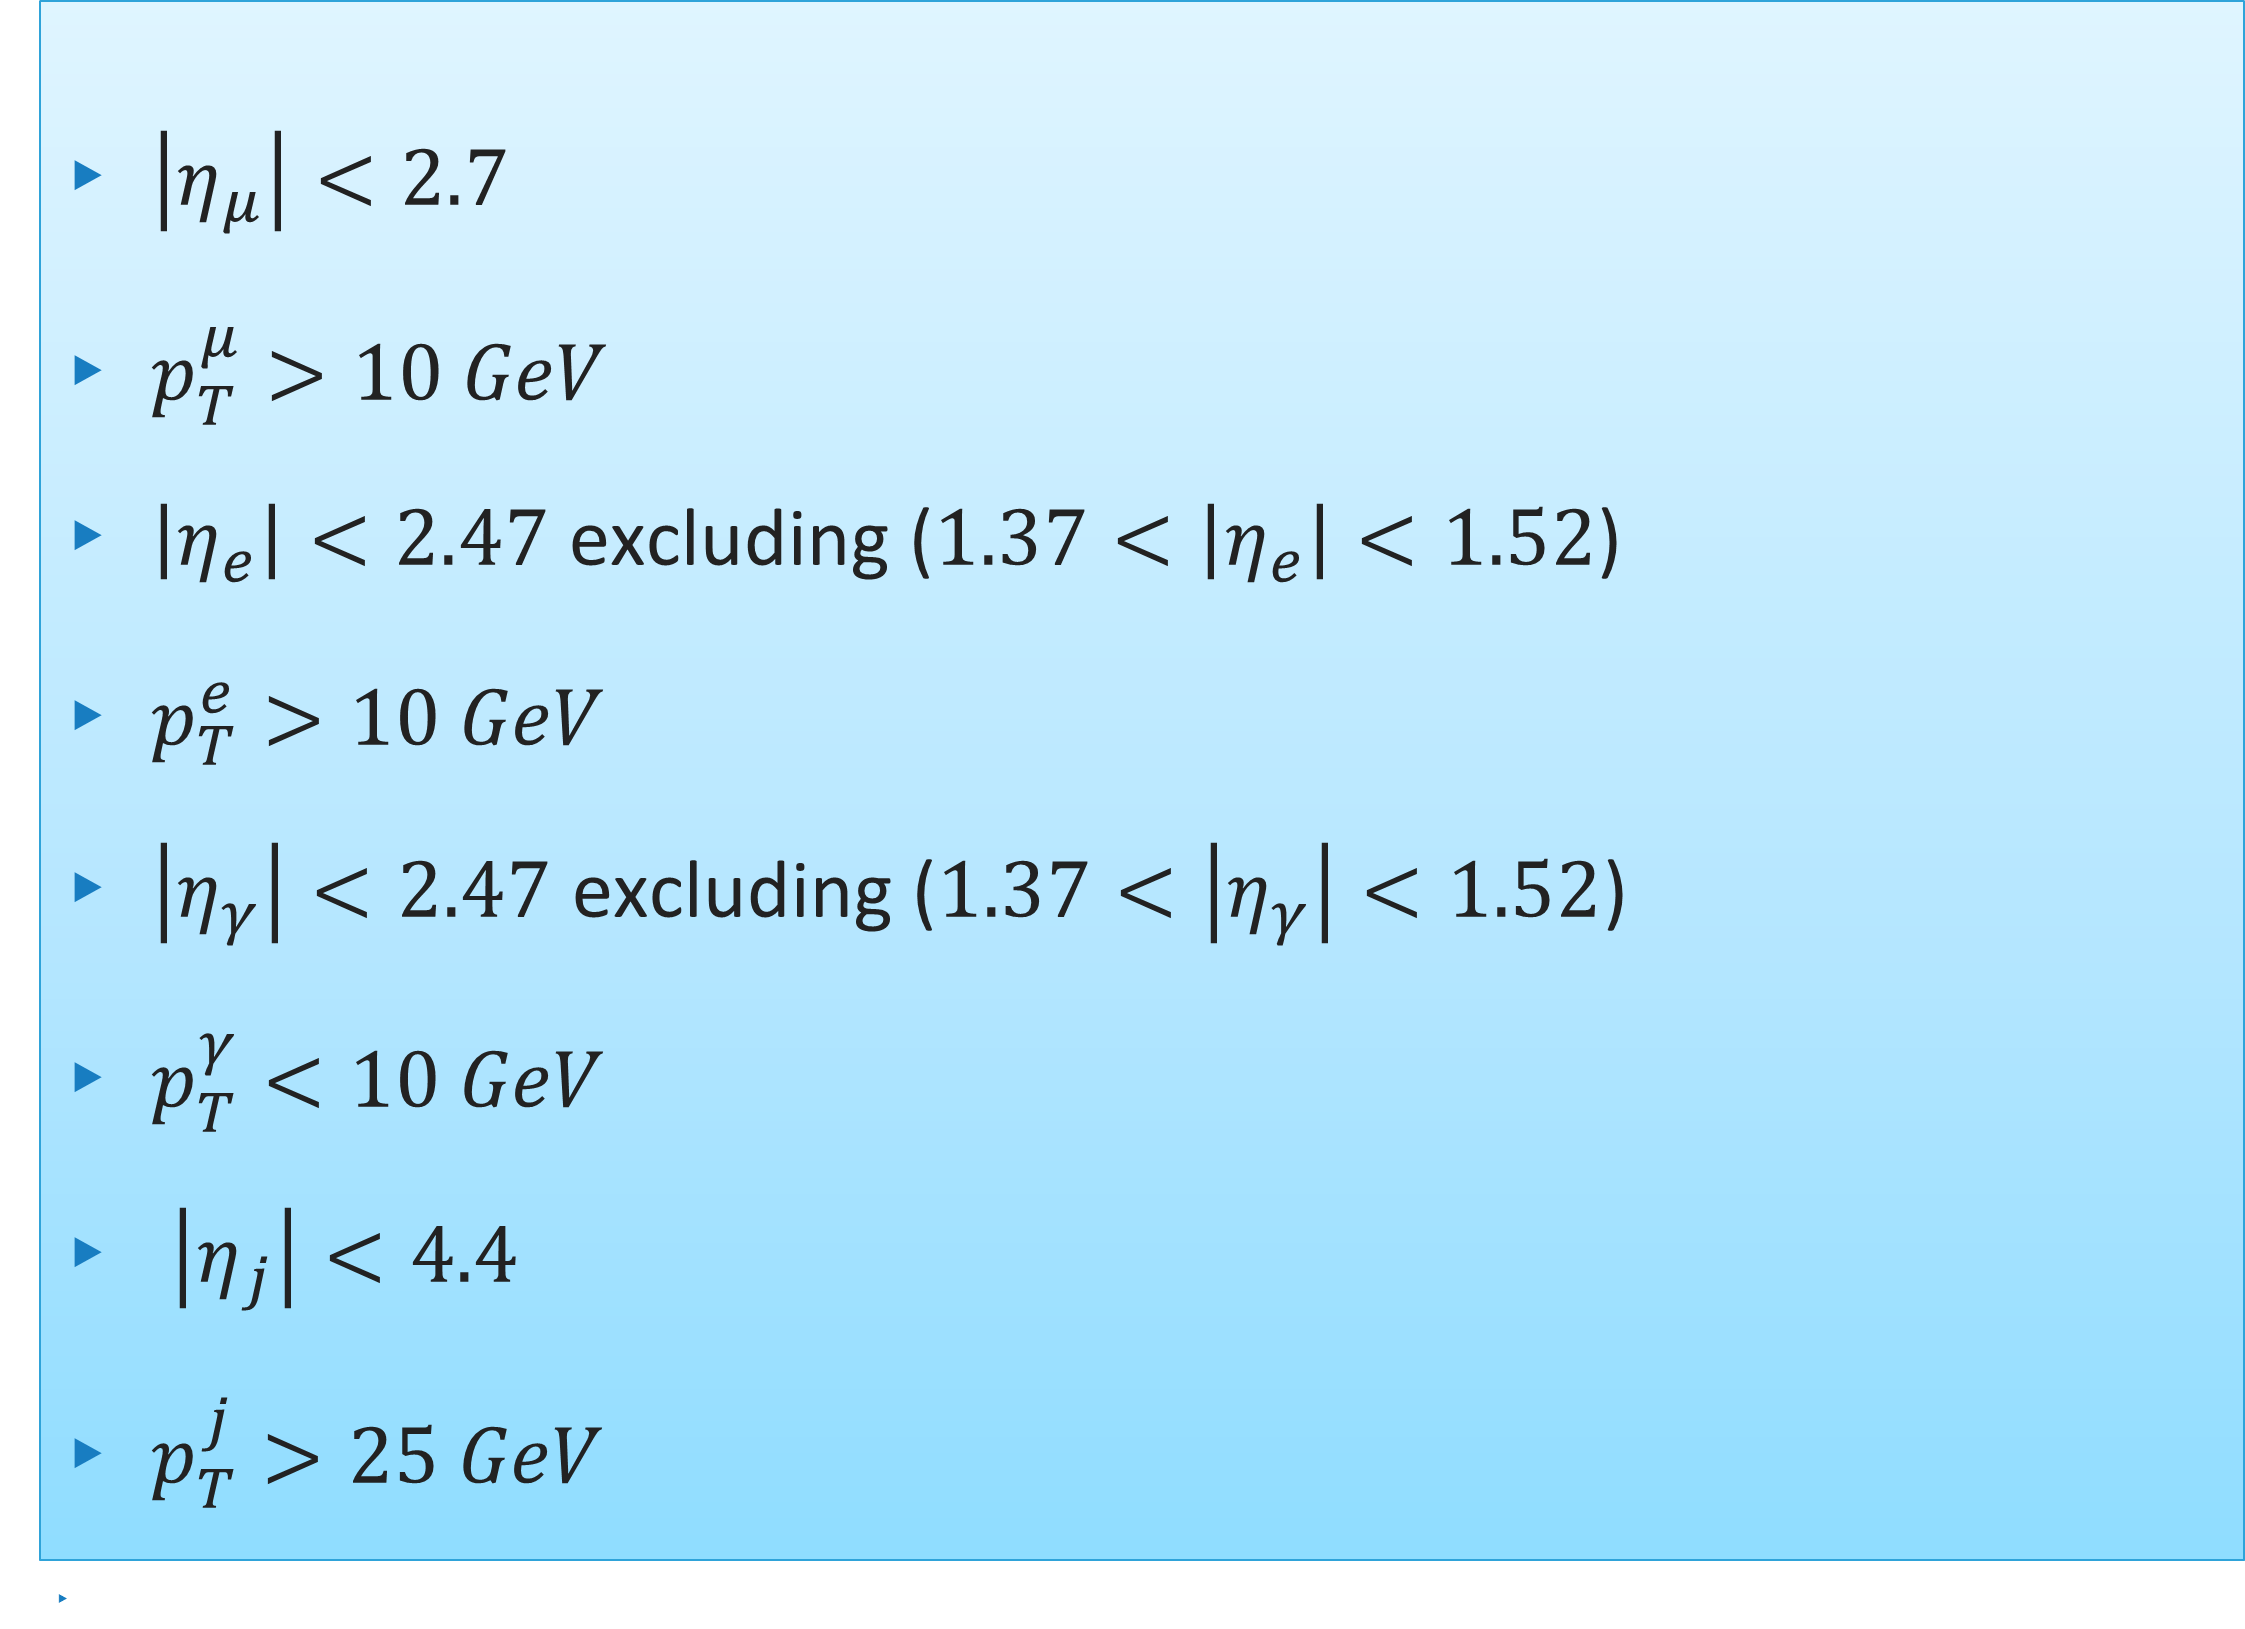 ▶ |η_μ| < 2.7
▶ p_T^μ > 10 GeV
▶ |η_e| < 2.47 excluding (1.37 < |η_e| < 1.52)
▶ p_T^e > 10 GeV
▶ |η_γ| < 2.47 excluding (1.37 < |η_γ| < 1.52)
▶ p_T^γ < 10 GeV
▶ |η_j| < 4.4
▶ p_T^j > 25 GeV
▶